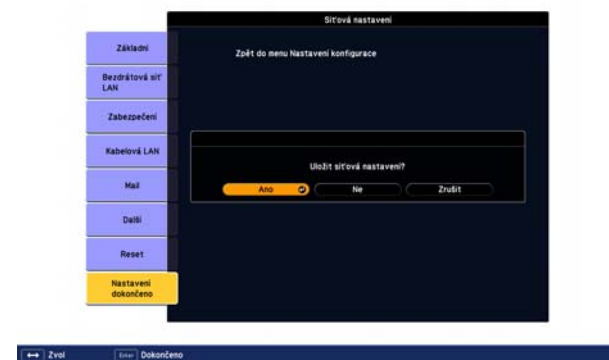 Síťová nastavení
Základní
Zpět do menu Nastavení konfigurace
Bezdrátová síť
LAN
Zabezpečení
Kabelová LAN
Uložit síťová nastavení?
Ano
Ne
Zrušit
Mail
Další
Reset
Nastavení
dokončeno
Zvol
Enter Dokončeno